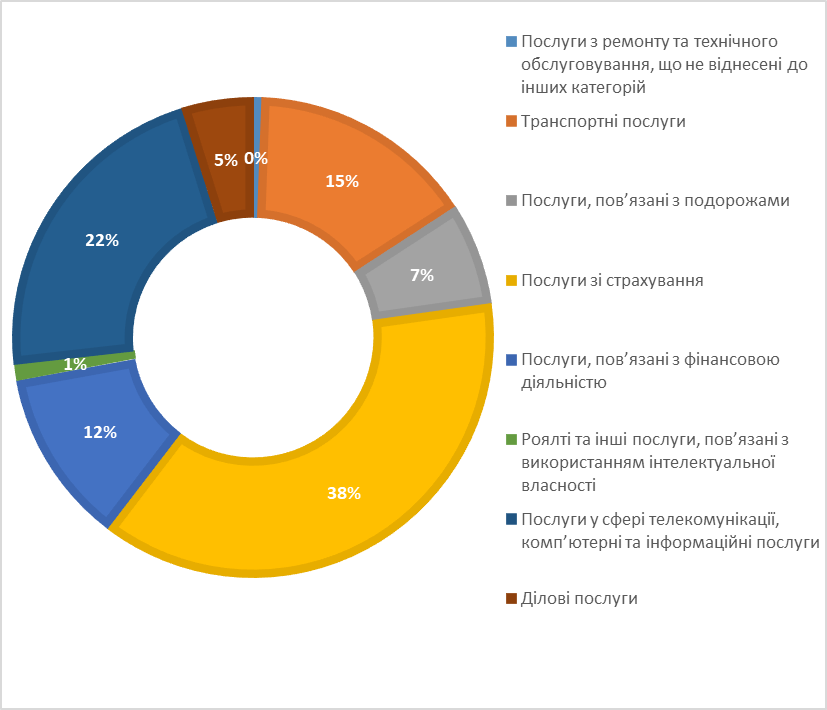 Послуги з ремонту та технічного
обслуговування, що не віднесені до
інших категорій
Транспортні послуги
Послуги, пов’язані з подорожами
Послуги зі страхування
Послуги, пов’язані з фінансовою
діяльністю
Роялті та інші послуги, пов’язані з
використанням інтелектуальної
власності
Послуги у сфері телекомунікації,
комп’ютерні та інформаційні послуги
Ділові послуги
5%
0%
15%
22%
7%
1%
12%
38%